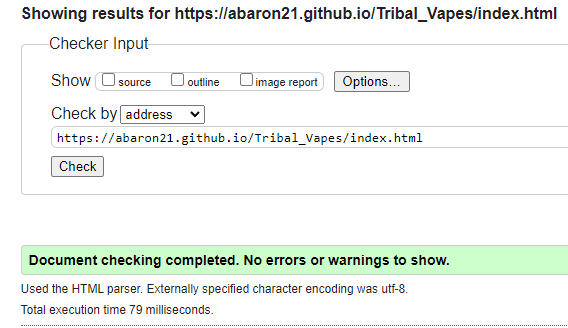 Showing results for https://abaron21.github.io/Tribal_Vapes/index.html
Checker Input
Show source outline image report Options...
Check by address
https://abaron21.github.io/Tribal_Vapes/index.html
Check
Document checking completed. No errors or warnings to show.
Used the HTML parser. Externally specified character encoding was utf-8.
Total execution time 79 milliseconds.